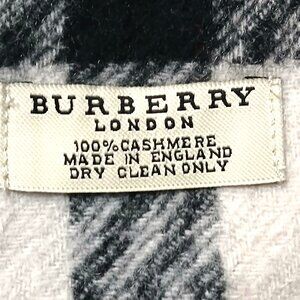 BURBERRY
LONDON
100%CASHMERE
MADE IN ENGLAND
DRY CLEAN ONLY